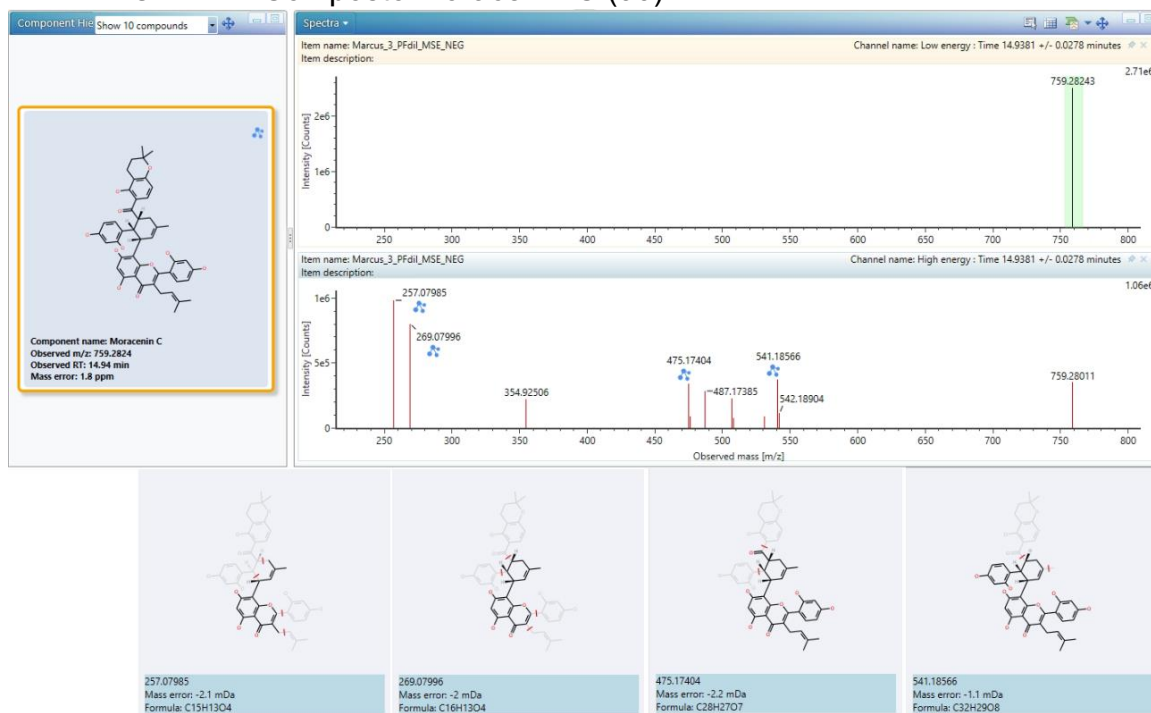 Component Hie
Show 10 compounds
Component name: Moracenin C
Observed m/z: 759.2824
Observed RT: 14.94 min
Mass error: 1.8 ppm
Spectra
Item name: Marcus_3_PFdil_MSE_NEG
Channel name: Low energy : Time 14.9381 +/- 0.0278 minutes
Item description:
2.71e6
759.28243
Intensity [Counts]
2e6
1e6
0
250 300 350 400 450 500 550 600 650 700 750 800
Item name: Marcus_3_PFdil_MSE_NEG
Channel name: High energy : Time 14.9381 +/- 0.0278 minutes
Item description:
1.06e6
Intensity [Counts]
1e6
5e5
0
257.07985
269.07996
354.92506
475.17404
487.17385
541.18566
542.18904
759.28011
250 300 350 400 450 500 550 600 650 700 750 800
Observed mass [m/z]
257.07985
Mass error: -2.1 mDa
Formula: C15H13O4
269.07996
Mass error: -2 mDa
Formula: C16H13O4
475.17404
Mass error: -2.2 mDa
Formula: C28H27O7
541.18566
Mass error: -1.1 mDa
Formula: C32H29O8